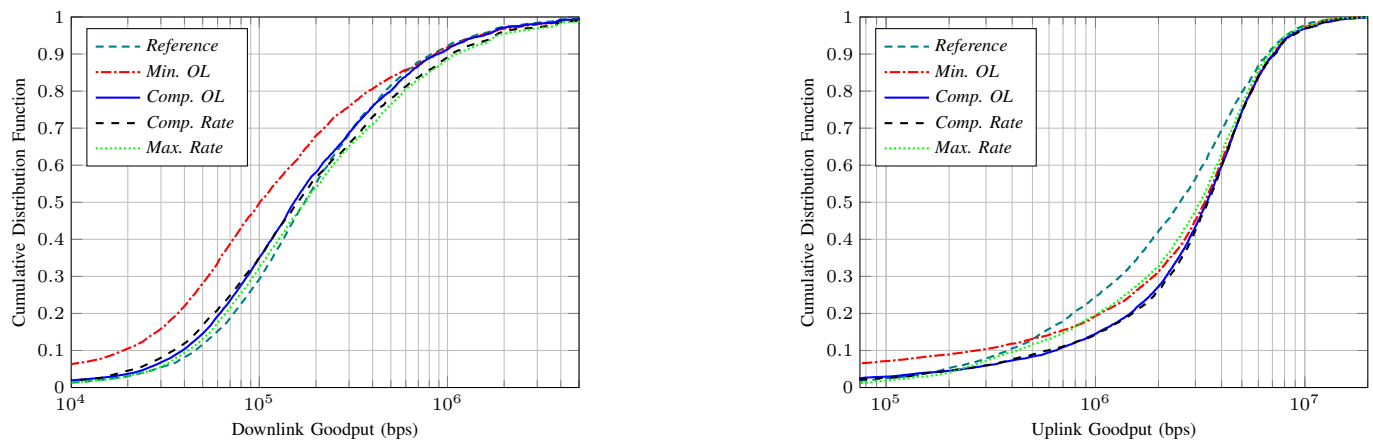 Cumulative Distribution Function
1
0.9
0.8
0.7
0.6
0.5
0.4
0.3
0.2
0.1
0
Reference
Min. OL
Comp. OL
Comp. Rate
Max. Rate
10^4
10^5
10^6
Downlink Goodput (bps)
Cumulative Distribution Function
1
0.9
0.8
0.7
0.6
0.5
0.4
0.3
0.2
0.1
0
Reference
Min. OL
Comp. OL
Comp. Rate
Max. Rate
10^5
10^6
10^7
Uplink Goodput (bps)